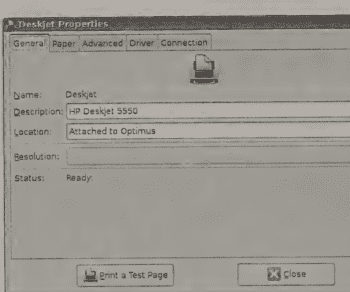 Deskjet Properties
General Paper Advanced Driver Connection
Name: Deskjet
Description: HP Deskjet 5550
Location: Attached to Optimus
Resolution:
Status: Ready.
Print a Test Page Close